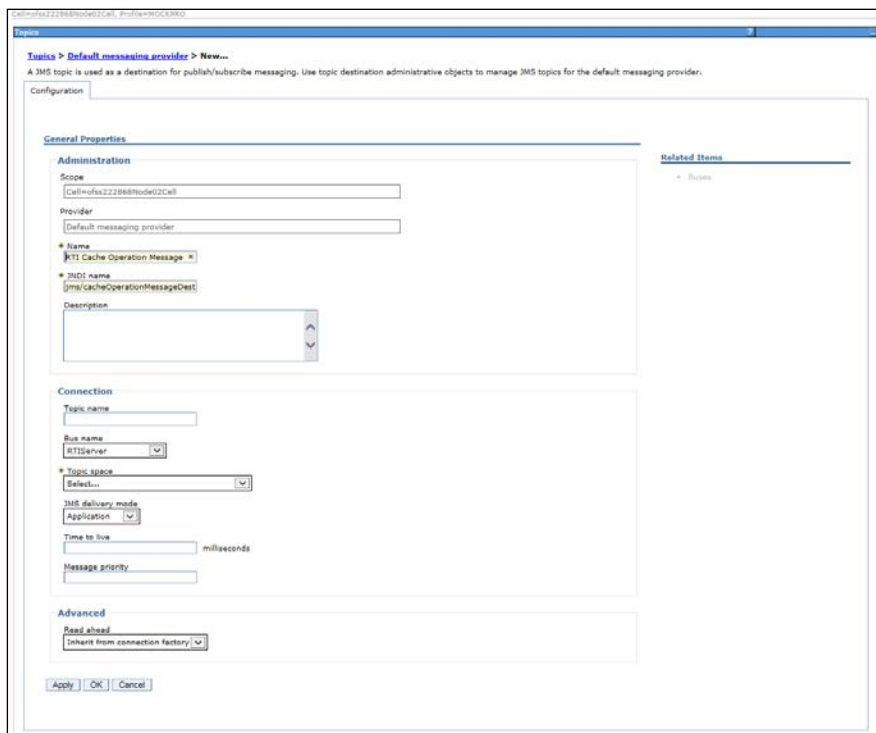 Cell=ofss222868Node02Cell, Profile=MOCKPRO
Topics ? _
Topics > Default messaging provider > New...
A JMS topic is used as a destination for publish/subscribe messaging. Use topic destination administrative objects to manage JMS topics for the default messaging provider.
Configuration
General Properties
Administration
Scope
Cell=ofss222868Node02Cell
Provider
Default messaging provider
* Name
RTI Cache Operation Message ×
* JNDI name
jms/cacheOperationMessageDest
Description
Related Items
Buses
Connection
Topic name
Bus name
RTIServer
* Topic space
Select...
JMS delivery mode
Application
Time to live
milliseconds
Message priority
Advanced
Read ahead
Inherit from connection factory
Apply OK Cancel